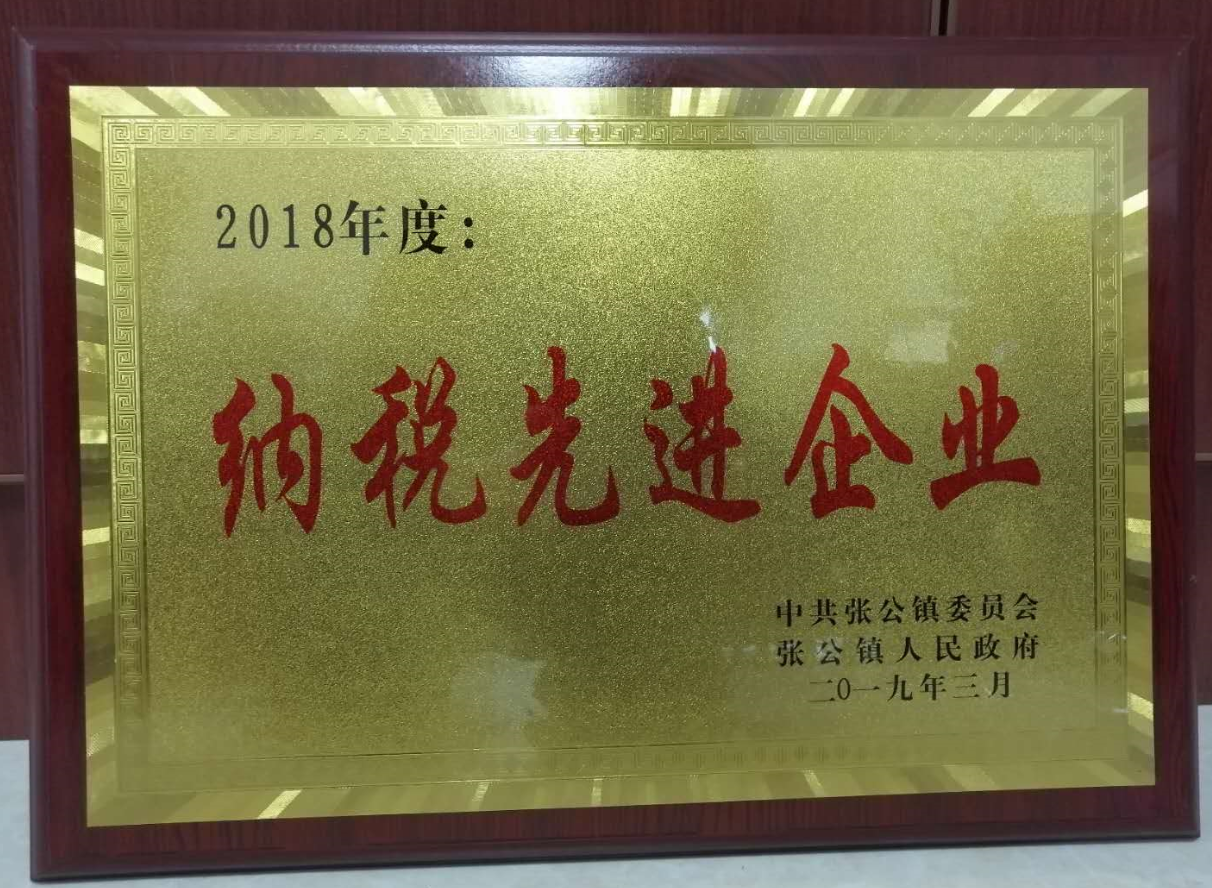 2018年度：
纳税先进企业
中共张公镇委员会
张公镇人民政府
二0一九年三月